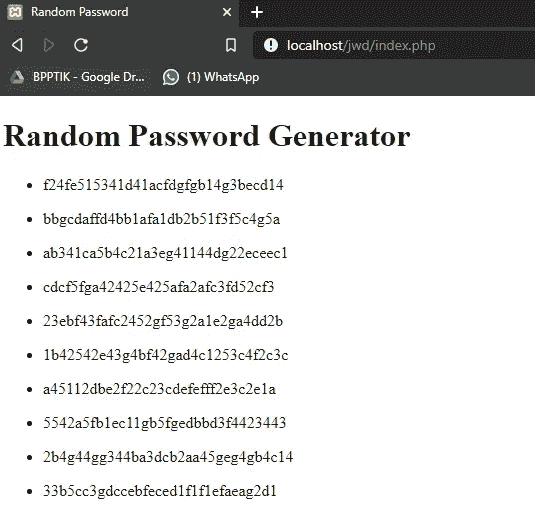 Random Password
localhost/jwd/index.php
BPPTIK - Google Dr...
(1) WhatsApp
Random Password Generator
f24fe515341d41acfdgfgb14g3becd14
bbgcdaffd4bb1afa1db2b51f3f5c4g5a
ab341ca5b4c21a3eg41144dg22eceec1
cdcf5fga42425e425afa2afc3fd52cf3
23ebf43fafc2452gf53g2a1e2ga4dd2b
1b42542e43g4bf42gad4c1253c4f2c3c
a45112dbe2f22c23cdefefff2e3c2e1a
5542a5fb1ec11gb5fgedbbd3f4423443
2b4g44gg344ba3dcb2aa45geg4gb4c14
33b5cc3gdccebfeced1f1f1efaeag2d1